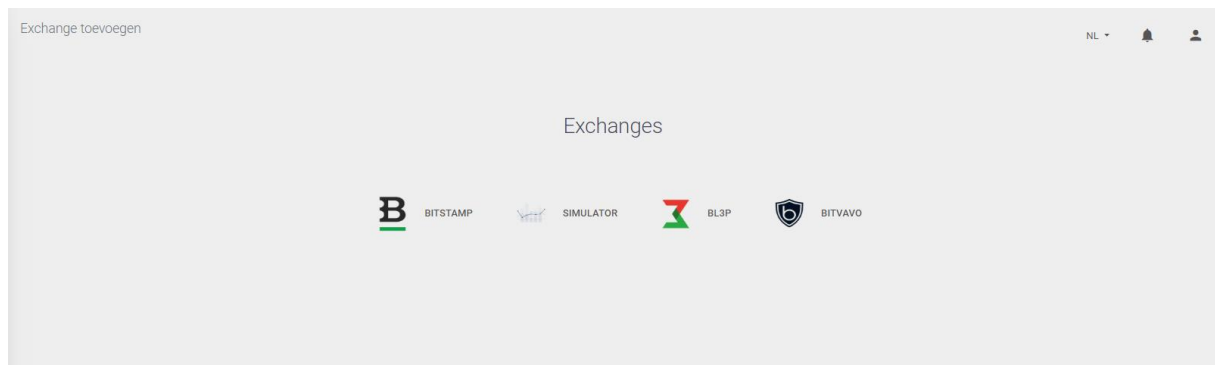 Exchange toevoegen
NL
Exchanges
BITSTAMP SIMULATOR BL3P BITVAVO